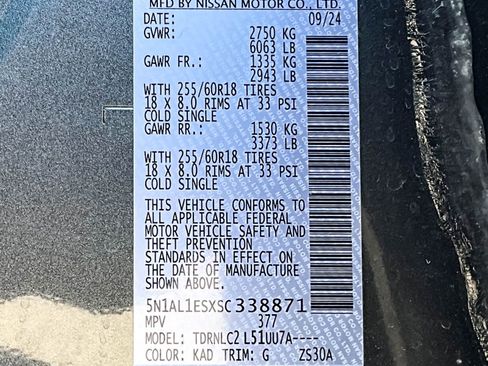 MFD BY NISSAN MOTOR CO., LTD.
DATE: 09/24
GVWR: 2750 KG
6063 LB
GAWR FR.: 1335 KG
2943 LB
WITH 255/60R18 TIRES
18 X 8.0 RIMS AT 33 PSI
COLD SINGLE
GAWR RR.: 1530 KG
3373 LB
WITH 255/60R18 TIRES
18 X 8.0 RIMS AT 33 PSI
COLD SINGLE
THIS VEHICLE CONFORMS TO
ALL APPLICABLE FEDERAL
MOTOR VEHICLE SAFETY AND
THEFT PREVENTION
STANDARDS IN EFFECT ON
THE DATE OF MANUFACTURE
SHOWN ABOVE.
5N1AL1ESXSC338871
MPV 377
MODEL: TDRNLC2 L51UU7A----
COLOR: KAD TRIM: G ZS30A